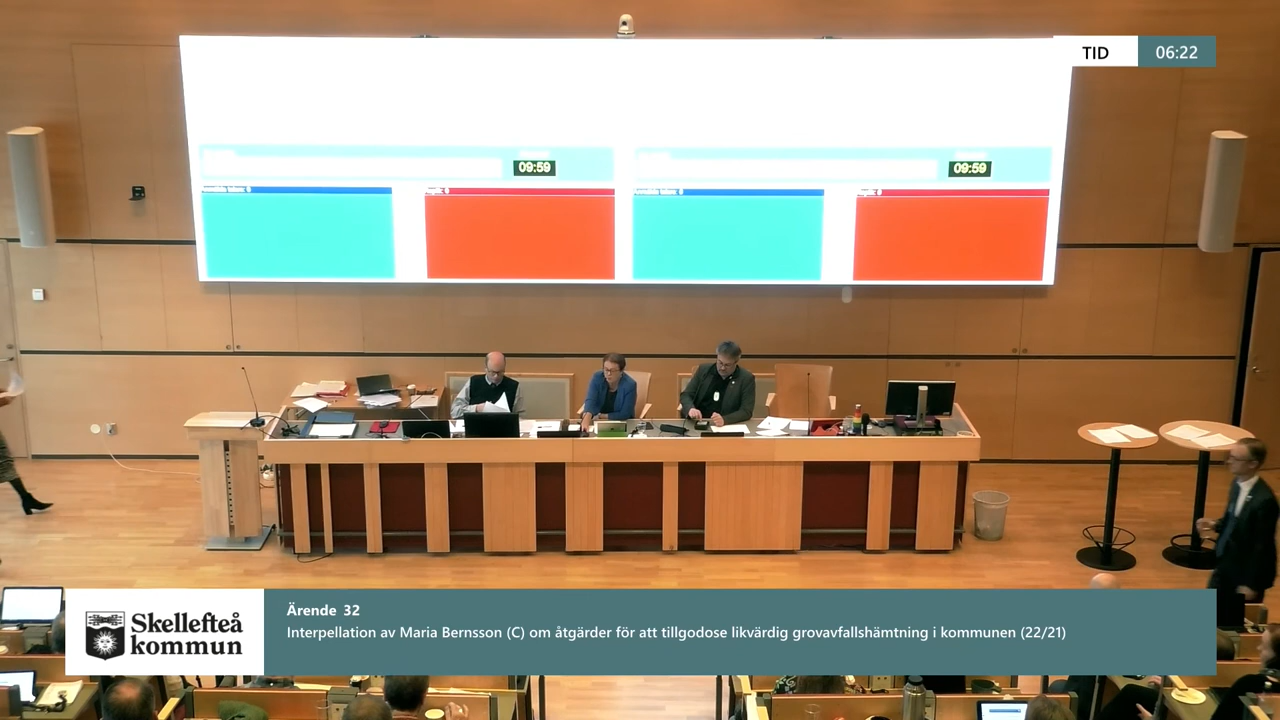 TID 06:22
09:59 09:59
Skellefteå
kommun
Ärende 32
Interpellation av Maria Bernsson (C) om åtgärder för att tillgodose likvärdig grovavfallshämtning i kommunen (22/21)